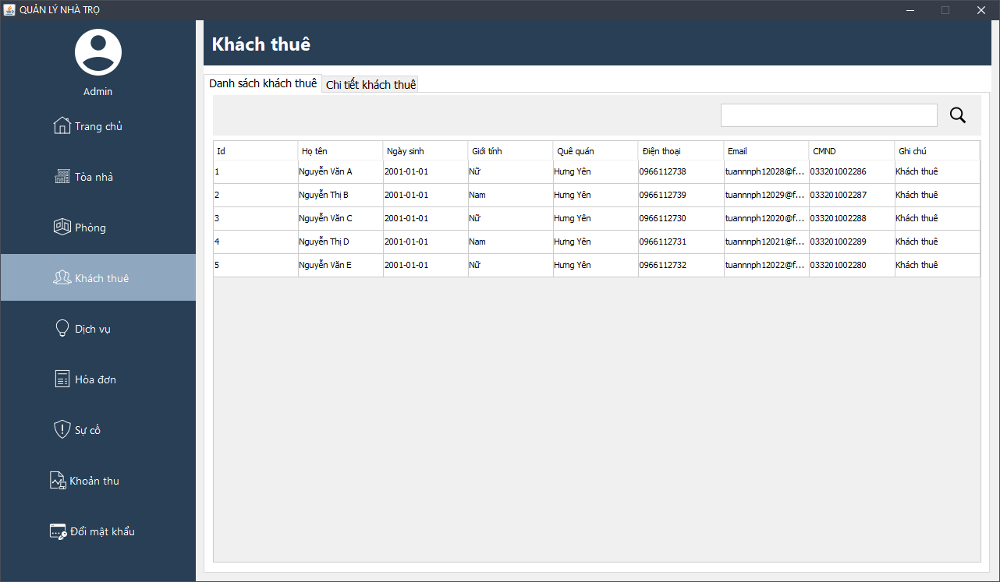 QUẢN LÝ NHÀ TRỌ
Admin
Trang chủ
Tòa nhà
Phòng
Khách thuê
Dịch vụ
Hóa đơn
Sự cố
Khoản thu
Đổi mật khẩu
Khách thuê
Danh sách khách thuê Chi tiết khách thuê
Id Họ tên Ngày sinh Giới tính Quê quán Điện thoại Email CMND Ghi chú
1 Nguyễn Văn A 2001-01-01 Nữ Hưng Yên 0966112738 tuannnph12028@f... 033201002286 Khách thuê
2 Nguyễn Thị B 2001-01-01 Nam Hưng Yên 0966112739 tuannnph12029@f... 033201002287 Khách thuê
3 Nguyễn Văn C 2001-01-01 Nữ Hưng Yên 0966112730 tuannnph12020@f... 033201002288 Khách thuê
4 Nguyễn Thị D 2001-01-01 Nam Hưng Yên 0966112731 tuannnph12021@f... 033201002289 Khách thuê
5 Nguyễn Văn E 2001-01-01 Nữ Hưng Yên 0966112732 tuannnph12022@f... 033201002280 Khách thuê